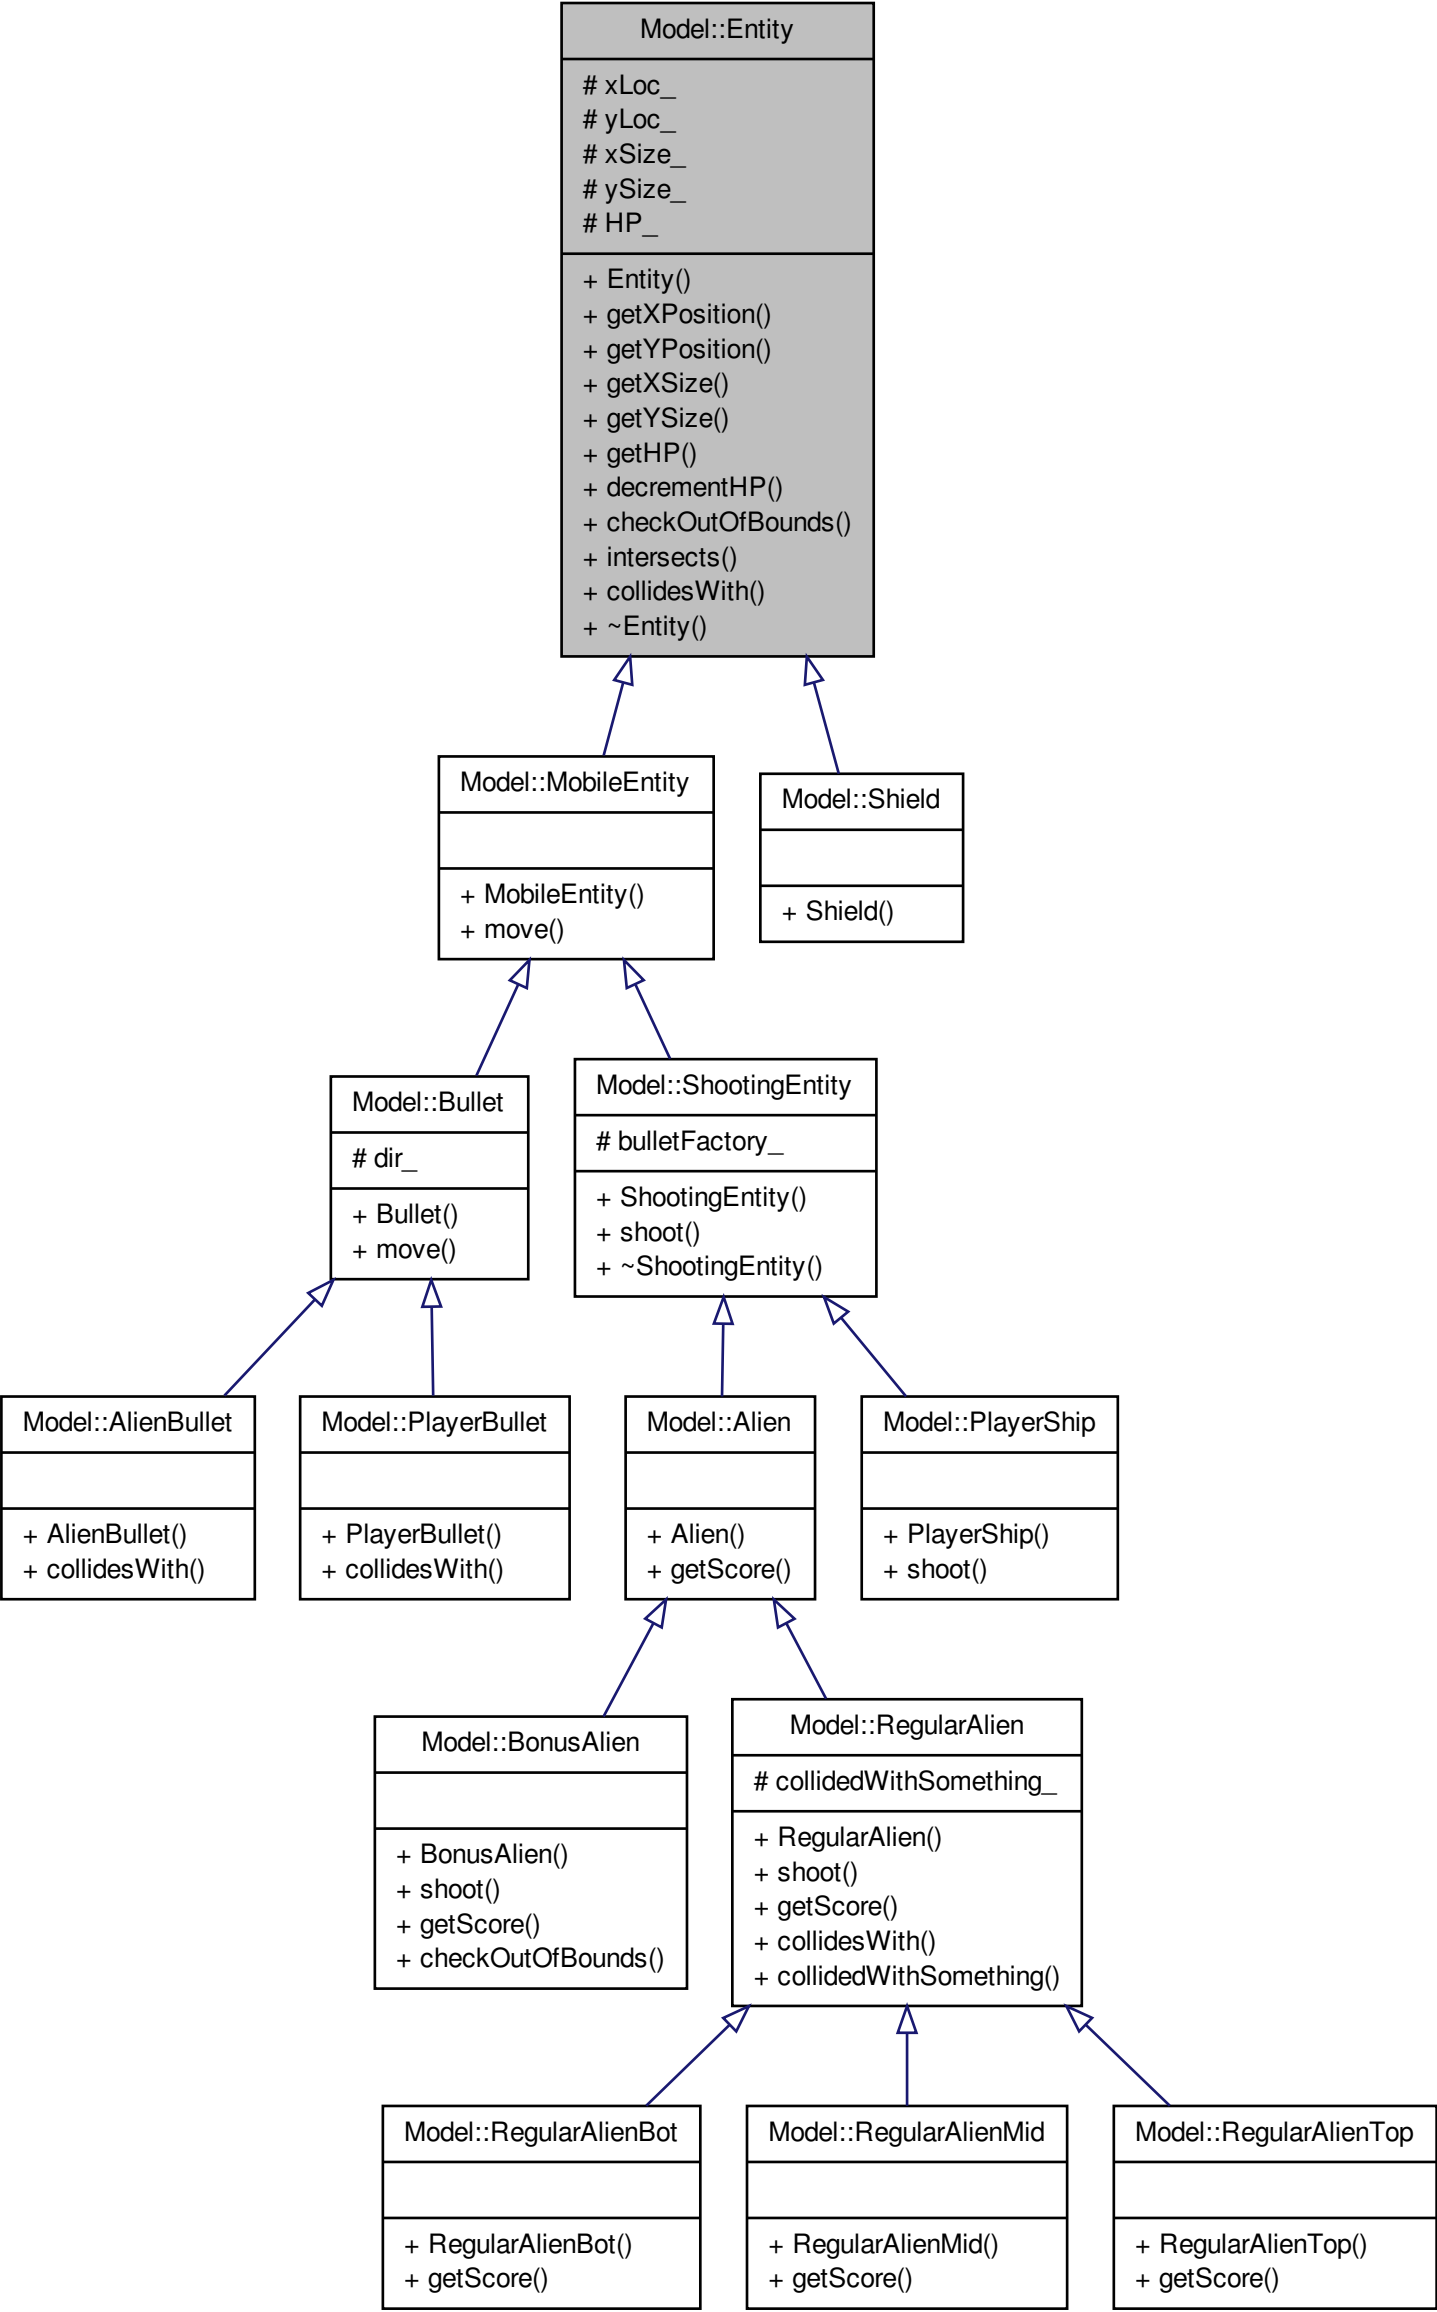 Model::Entity
# xLoc_
# yLoc_
# xSize_
# ySize_
# HP_
+ Entity()
+ getXPosition()
+ getYPosition()
+ getXSize()
+ getYSize()
+ getHP()
+ decrementHP()
+ checkOutOfBounds()
+ intersects()
+ collidesWith()
+ ~Entity()
Model::MobileEntity
+ MobileEntity()
+ move()
Model::Shield
+ Shield()
Model::Bullet
# dir_
+ Bullet()
+ move()
Model::ShootingEntity
# bulletFactory_
+ ShootingEntity()
+ shoot()
+ ~ShootingEntity()
Model::AlienBullet
+ AlienBullet()
+ collidesWith()
Model::PlayerBullet
+ PlayerBullet()
+ collidesWith()
Model::Alien
+ Alien()
+ getScore()
Model::PlayerShip
+ PlayerShip()
+ shoot()
Model::BonusAlien
+ BonusAlien()
+ shoot()
+ getScore()
+ checkOutOfBounds()
Model::RegularAlien
# collidedWithSomething_
+ RegularAlien()
+ shoot()
+ getScore()
+ collidesWith()
+ collidedWithSomething()
Model::RegularAlienBot
+ RegularAlienBot()
+ getScore()
Model::RegularAlienMid
+ RegularAlienMid()
+ getScore()
Model::RegularAlienTop
+ RegularAlienTop()
+ getScore()